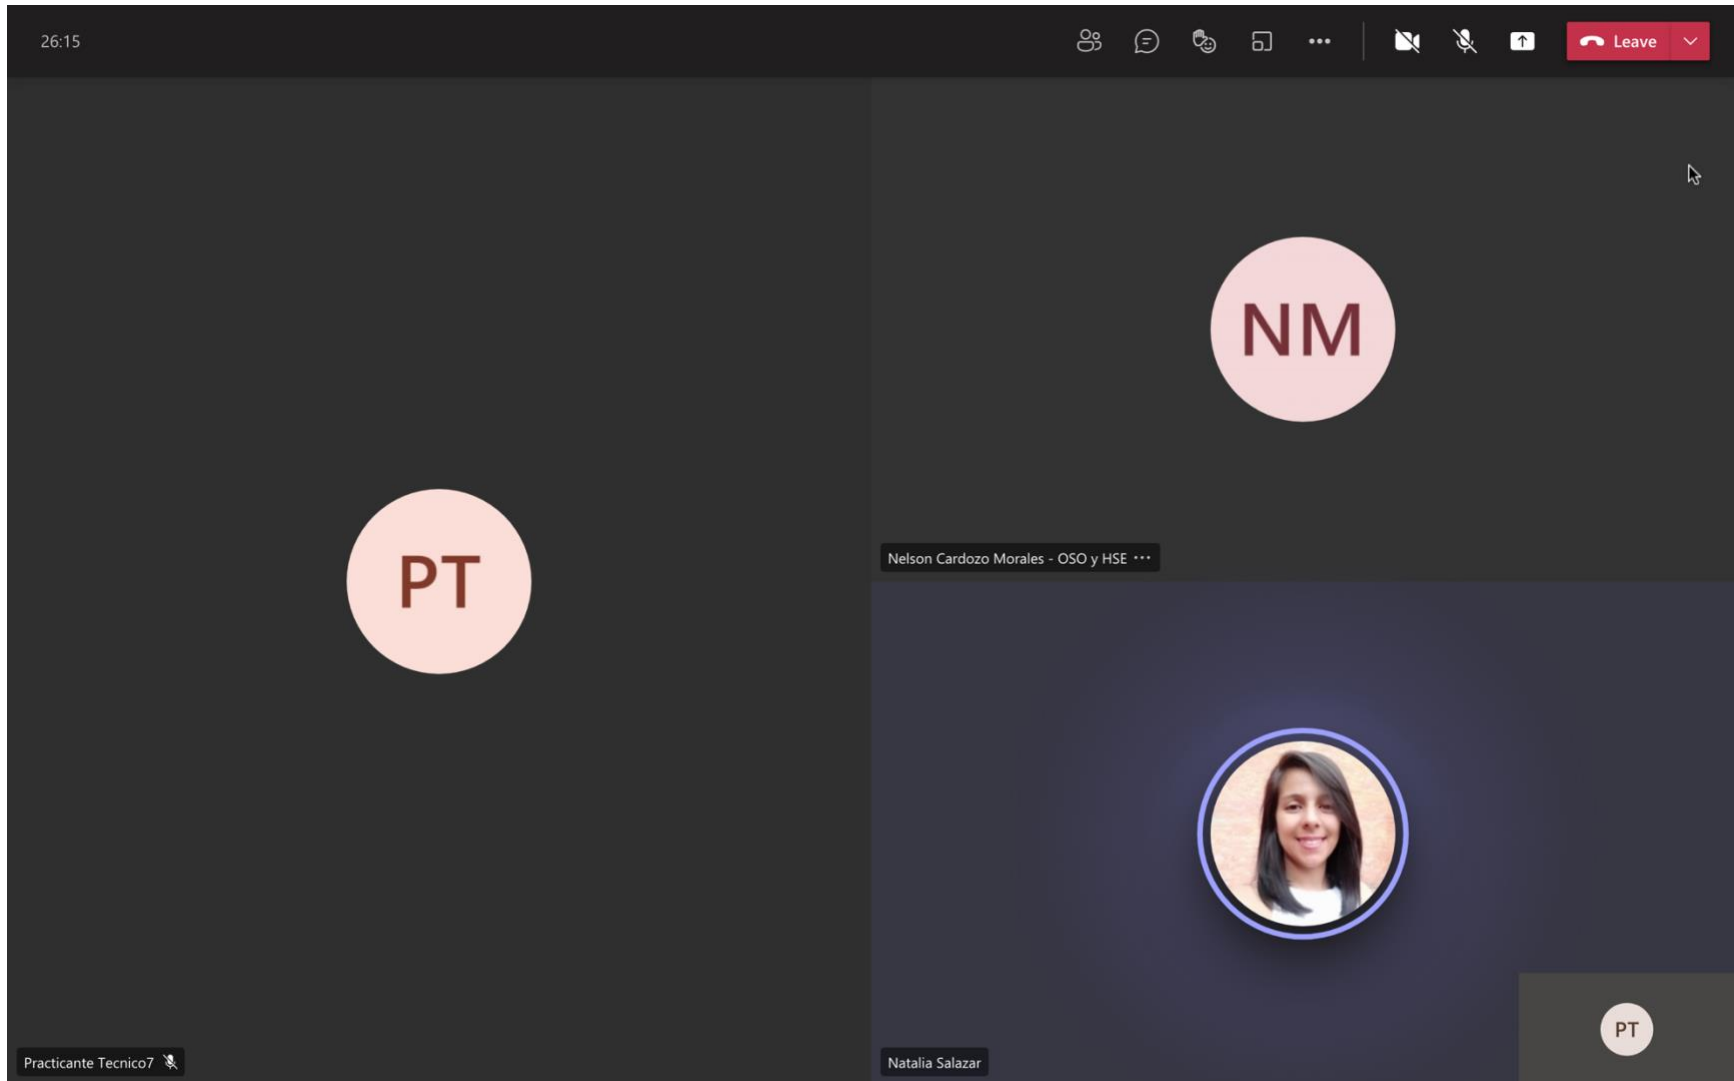 26:15
Leave
NM
Nelson Cardozo Morales - OSO y HSE
PT
Practicante Tecnico7
Natalia Salazar
PT